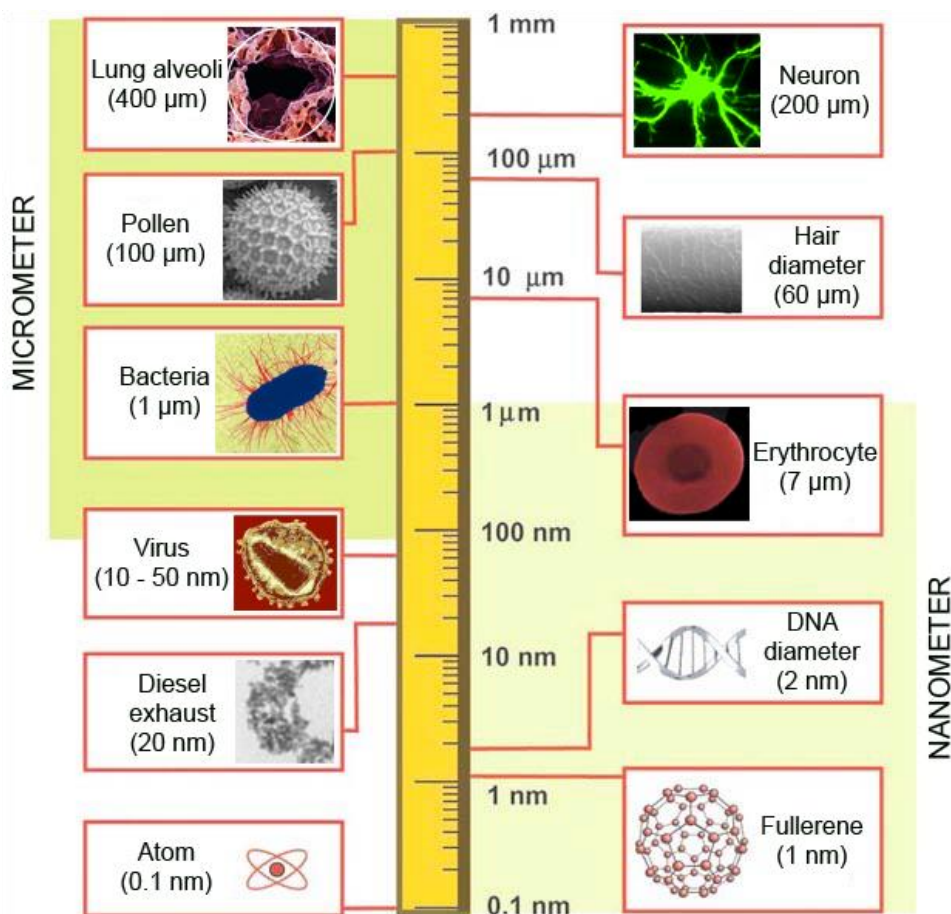 MICROMETER
Lung alveoli
(400 µm)
Pollen
(100 µm)
Bacteria
(1 µm)
Virus
(10 - 50 nm)
Diesel
exhaust
(20 nm)
Atom
(0.1 nm)
1 mm
100 µm
10 µm
1µm
100 nm
10 nm
1 nm
0.1 nm
Neuron
(200 µm)
Hair
diameter
(60 µm)
Erythrocyte
(7 µm)
DNA
diameter
(2 nm)
Fullerene
(1 nm)
NANOMETER